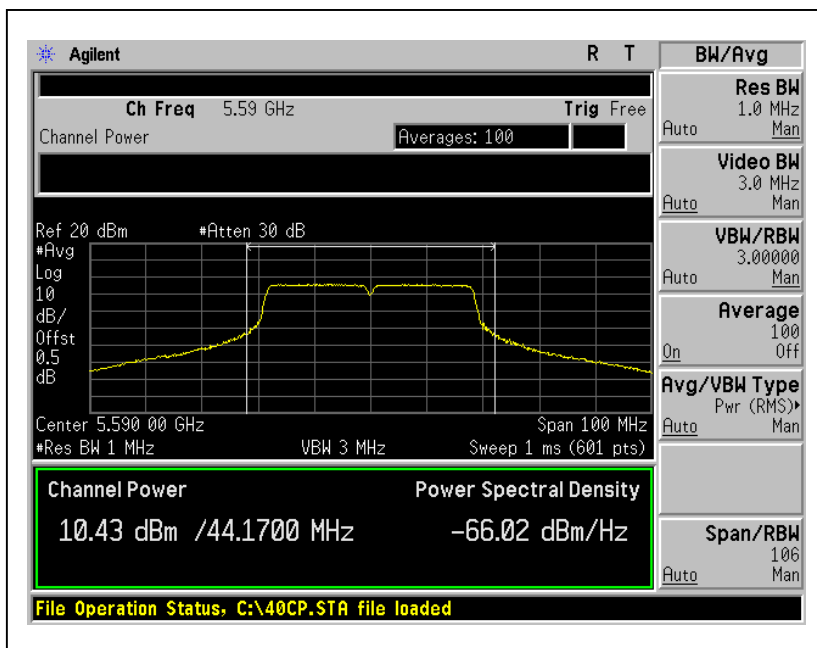 Agilent R T
Ch Freq 5.59 GHz Trig Free
Channel Power Averages: 100
Ref 20 dBm #Atten 30 dB
#Avg
Log
10
dB/
Offst
0.5
dB
Center 5.590 00 GHz Span 100 MHz
#Res BW 1 MHz VBW 3 MHz Sweep 1 ms (601 pts)
Channel Power Power Spectral Density
10.43 dBm /44.1700 MHz -66.02 dBm/Hz
File Operation Status, C:\40CP.STA file loaded
BW/Avg
Res BW
1.0 MHz
Auto Man
Video BW
3.0 MHz
Auto Man
VBW/RBW
3.00000
Auto Man
Average
100
On Off
Avg/VBW Type
Pwr (RMS)▸
Auto Man
Span/RBW
106
Auto Man